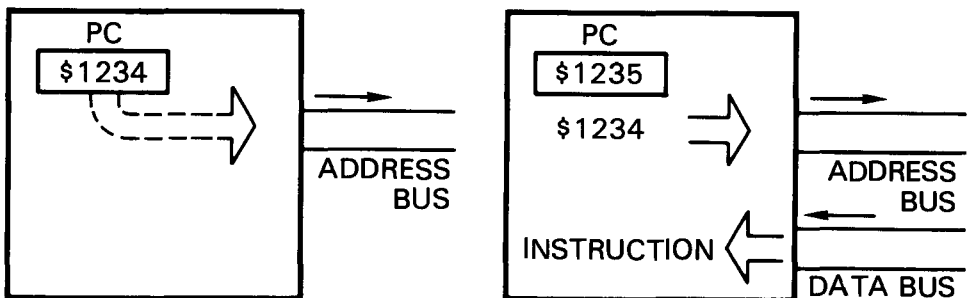 PC
$1234
ADDRESS
BUS
PC
$1235
$1234
ADDRESS
BUS
INSTRUCTION
DATA BUS